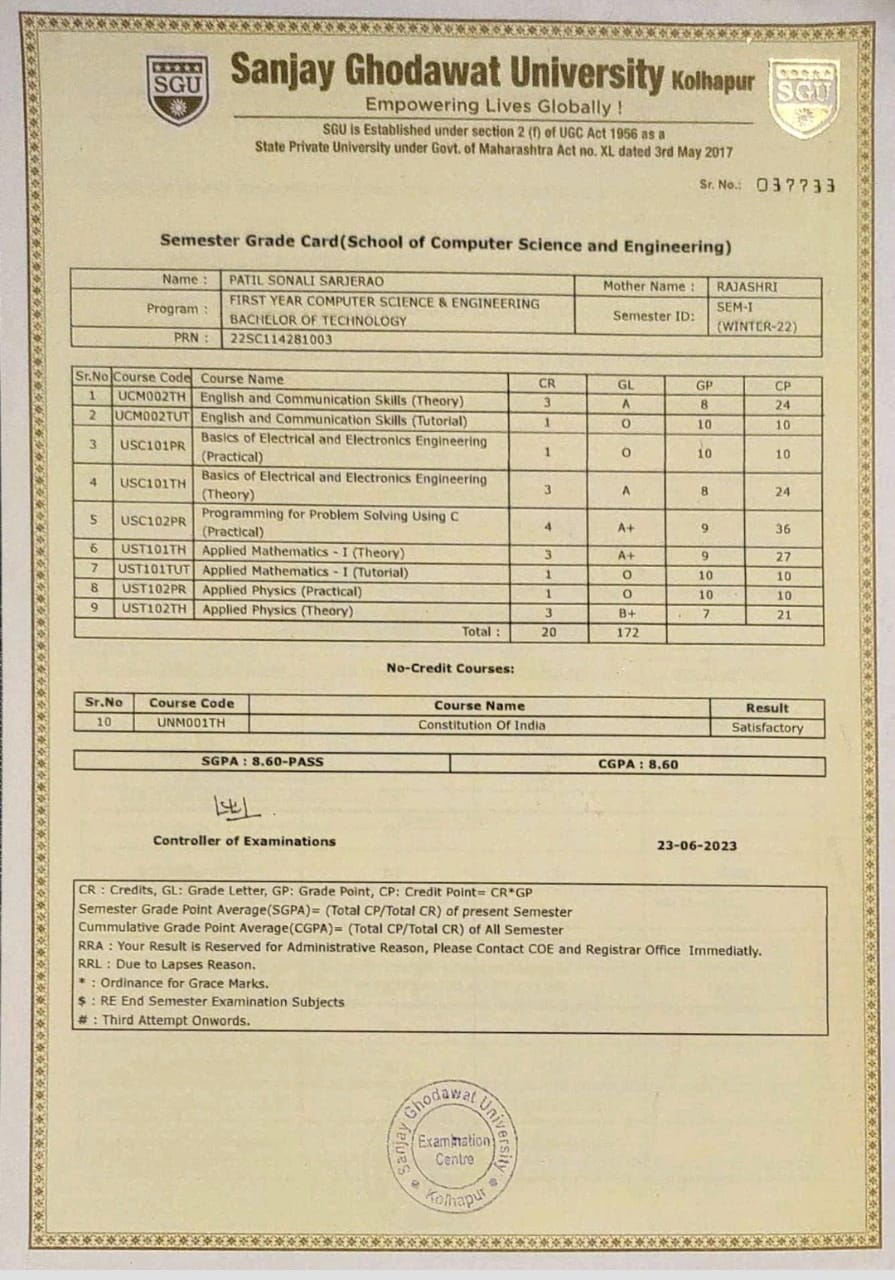 SGU
Sanjay Ghodawat University Kolhapur
Empowering Lives Globally !
SGU
SGU is Established under section 2 (f) of UGC Act 1956 as a
State Private University under Govt. of Maharashtra Act no. XL dated 3rd May 2017
Sr. No.: 037733
Semester Grade Card(School of Computer Science and Engineering)
Name : PATIL SONALI SARJERAO Mother Name : RAJASHRI
Program : FIRST YEAR COMPUTER SCIENCE & ENGINEERING
BACHELOR OF TECHNOLOGY Semester ID: SEM-I
(WINTER-22)
PRN : 22SC114281003
Sr.No Course Code Course Name CR GL GP CP
1 UCM002TH English and Communication Skills (Theory) 3 A 8 24
2 UCM002TUT English and Communication Skills (Tutorial) 1 O 10 10
3 USC101PR Basics of Electrical and Electronics Engineering
(Practical) 1 O 10 10
4 USC101TH Basics of Electrical and Electronics Engineering
(Theory) 3 A 8 24
5 USC102PR Programming for Problem Solving Using C
(Practical) 4 A+ 9 36
6 UST101TH Applied Mathematics - I (Theory) 3 A+ 9 27
7 UST101TUT Applied Mathematics - I (Tutorial) 1 O 10 10
8 UST102PR Applied Physics (Practical) 1 O 10 10
9 UST102TH Applied Physics (Theory) 3 B+ 7 21
Total : 20 172
No-Credit Courses:
Sr.No Course Code Course Name Result
10 UNM001TH Constitution Of India Satisfactory
SGPA : 8.60-PASS CGPA : 8.60
Controller of Examinations 23-06-2023
CR : Credits, GL: Grade Letter, GP: Grade Point, CP: Credit Point= CR*GP
Semester Grade Point Average(SGPA)= (Total CP/Total CR) of present Semester
Cummulative Grade Point Average(CGPA)= (Total CP/Total CR) of All Semester
RRA : Your Result is Reserved for Administrative Reason, Please Contact COE and Registrar Office Immediatly.
RRL : Due to Lapses Reason.
* : Ordinance for Grace Marks.
$ : RE End Semester Examination Subjects
# : Third Attempt Onwords.
Sanjay Ghodawat University
Examination
Centre
Kolhapur